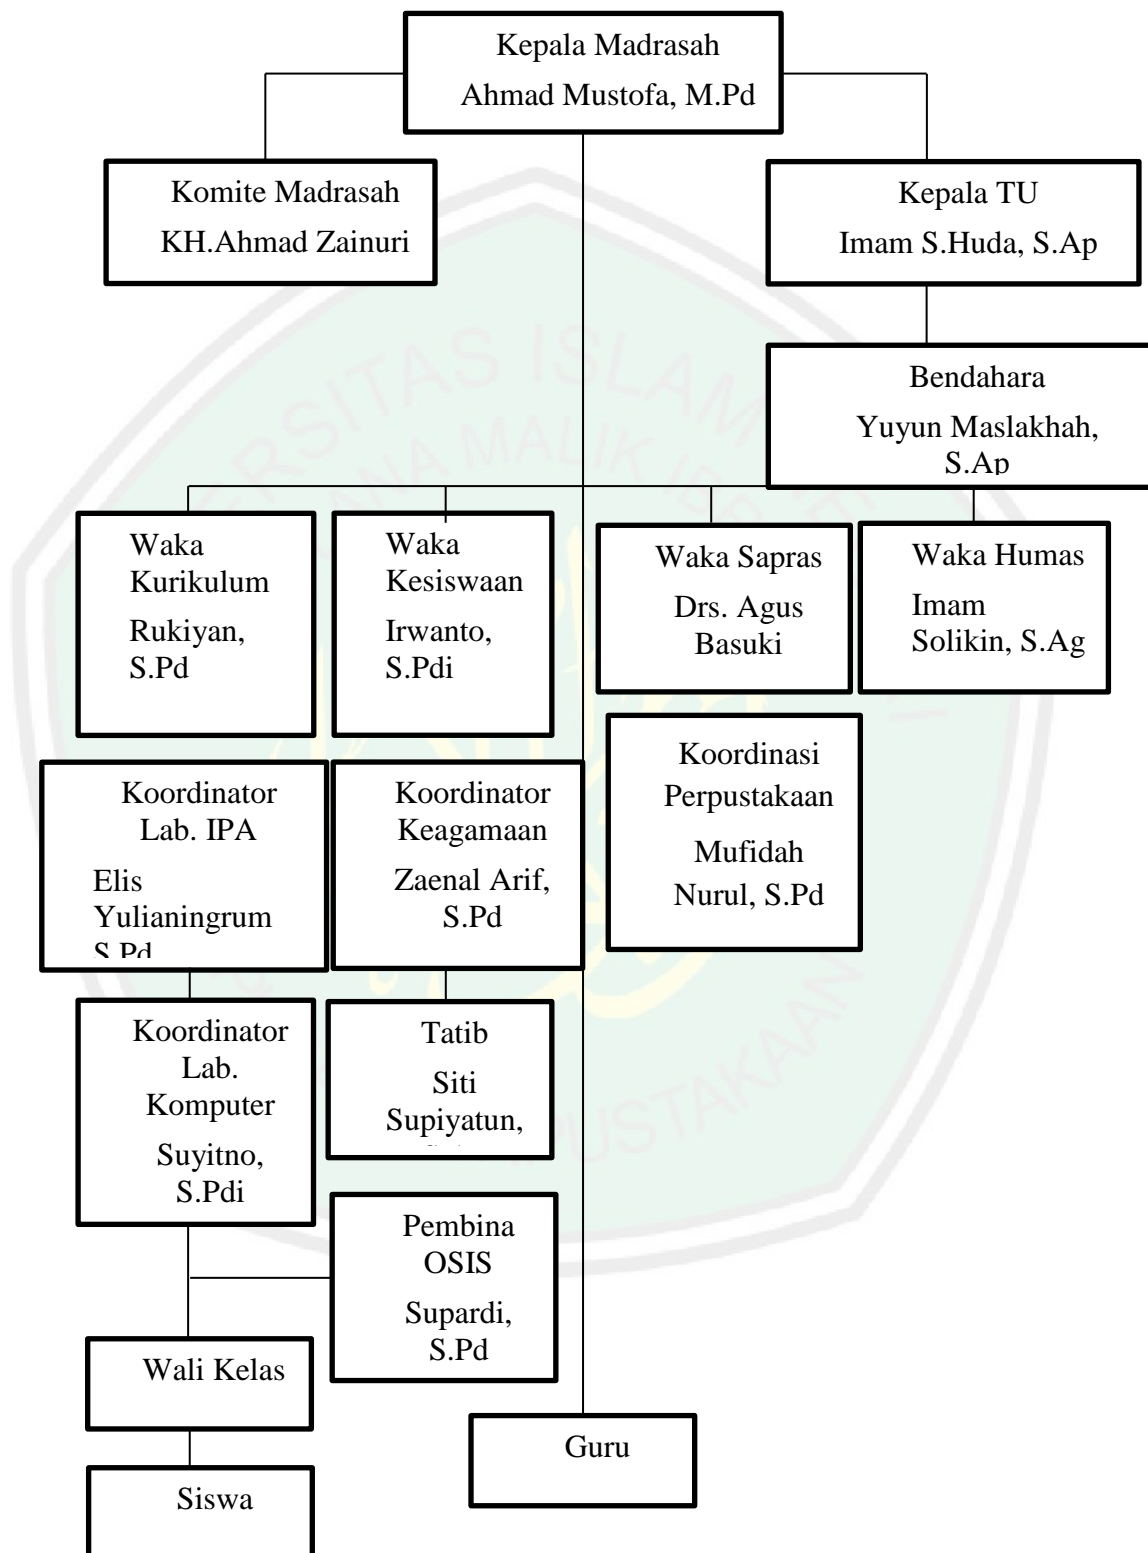 Kepala Madrasah
Ahmad Mustofa, M.Pd
Komite Madrasah
KH.Ahmad Zainuri
Kepala TU
Imam S.Huda, S.Ap
Bendahara
Yuyun Maslakhah,
S.Ap
Waka
Kurikulum
Rukiyan,
S.Pd
Waka
Kesiswaan
Irwanto,
S.Pdi
Waka Sapras
Drs. Agus
Basuki
Waka Humas
Imam
Solikin, S.Ag
Koordinator
Lab. IPA
Elis
Yulianingrum
S.Pd
Koordinator
Keagamaan
Zaenal Arif,
S.Pd
Koordinasi
Perpustakaan
Mufidah
Nurul, S.Pd
Koordinator
Lab.
Komputer
Suyitno,
S.Pdi
Tatib
Siti
Supiyatun,
Pembina
OSIS
Supardi,
S.Pd
Wali Kelas
Guru
Siswa